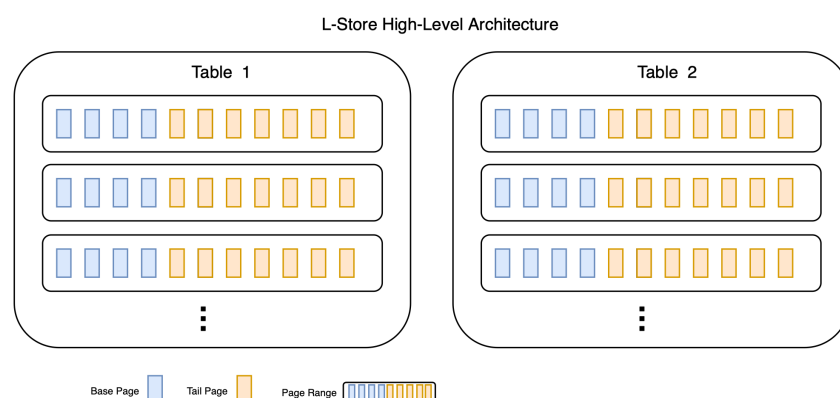 L-Store High-Level Architecture
Table 1
Table 2
Base Page
Tail Page
Page Range